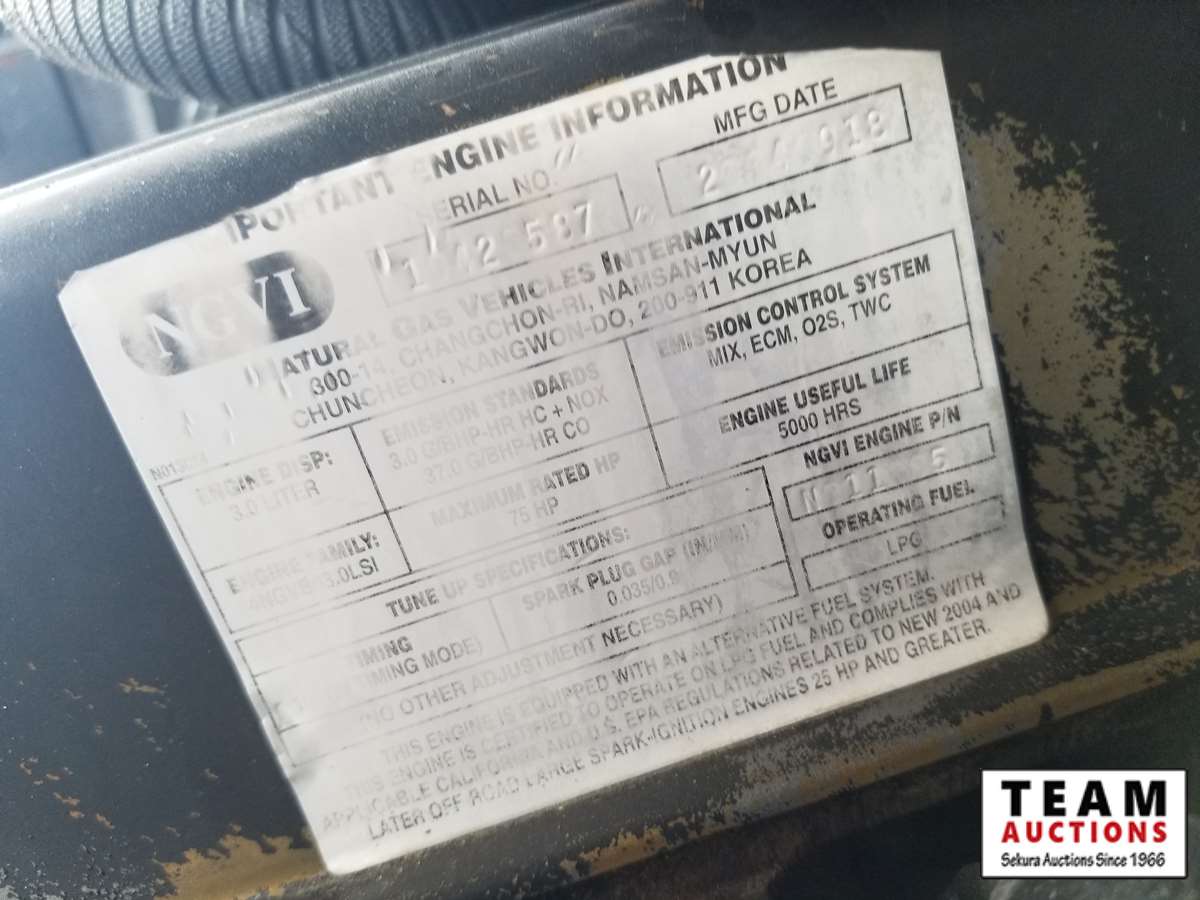 IMPORTANT ENGINE INFORMATION
NGVI
SERIAL NO.
MFG DATE
NATURAL GAS VEHICLES INTERNATIONAL
300-14, CHANGCHON-RI, NAMSAN-MYUN
CHUNCHEON, KANGWON-DO, 200-911 KOREA
ENGINE DISP:
3.0 LITER
EMISSION STANDARDS
3.0 G/BHP-HR HC + NOX
37.0 G/BHP-HR CO
EMISSION CONTROL SYSTEM
MIX, ECM, O2S, TWC
ENGINE FAMILY:
MAXIMUM RATED HP
75 HP
ENGINE USEFUL LIFE
5000 HRS
TUNE UP SPECIFICATIONS:
NGVI ENGINE P/N
TIMING
SPARK PLUG GAP (IN/MM)
0.035/0.9
OPERATING FUEL
LPG
(NO OTHER ADJUSTMENT NECESSARY)
THIS ENGINE IS EQUIPPED WITH AN ALTERNATIVE FUEL SYSTEM.
THIS ENGINE IS CERTIFIED TO OPERATE ON LPG FUEL AND COMPLIES WITH
APPLICABLE CALIFORNIA AND U.S. EPA REGULATIONS RELATED TO NEW 2004 AND
LATER OFF ROAD LARGE SPARK-IGNITION ENGINES 25 HP AND GREATER.
TEAM
AUCTIONS
Sekura Auctions Since 1966